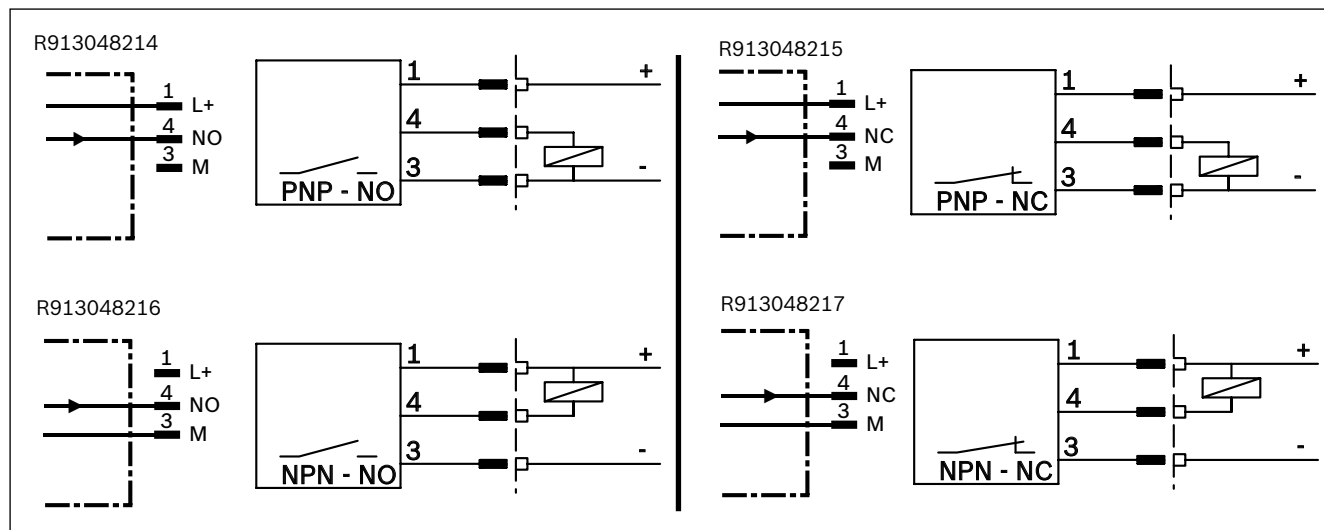 R913048214
1 L+
4 NO
3 M
1 +
4
3 -
PNP - NO
R913048215
1 L+
4 NC
3 M
1 +
4
3 -
PNP - NC
R913048216
1 L+
4 NO
3 M
1 +
4
3 -
NPN - NO
R913048217
1 L+
4 NC
3 M
1 +
4
3 -
NPN - NC